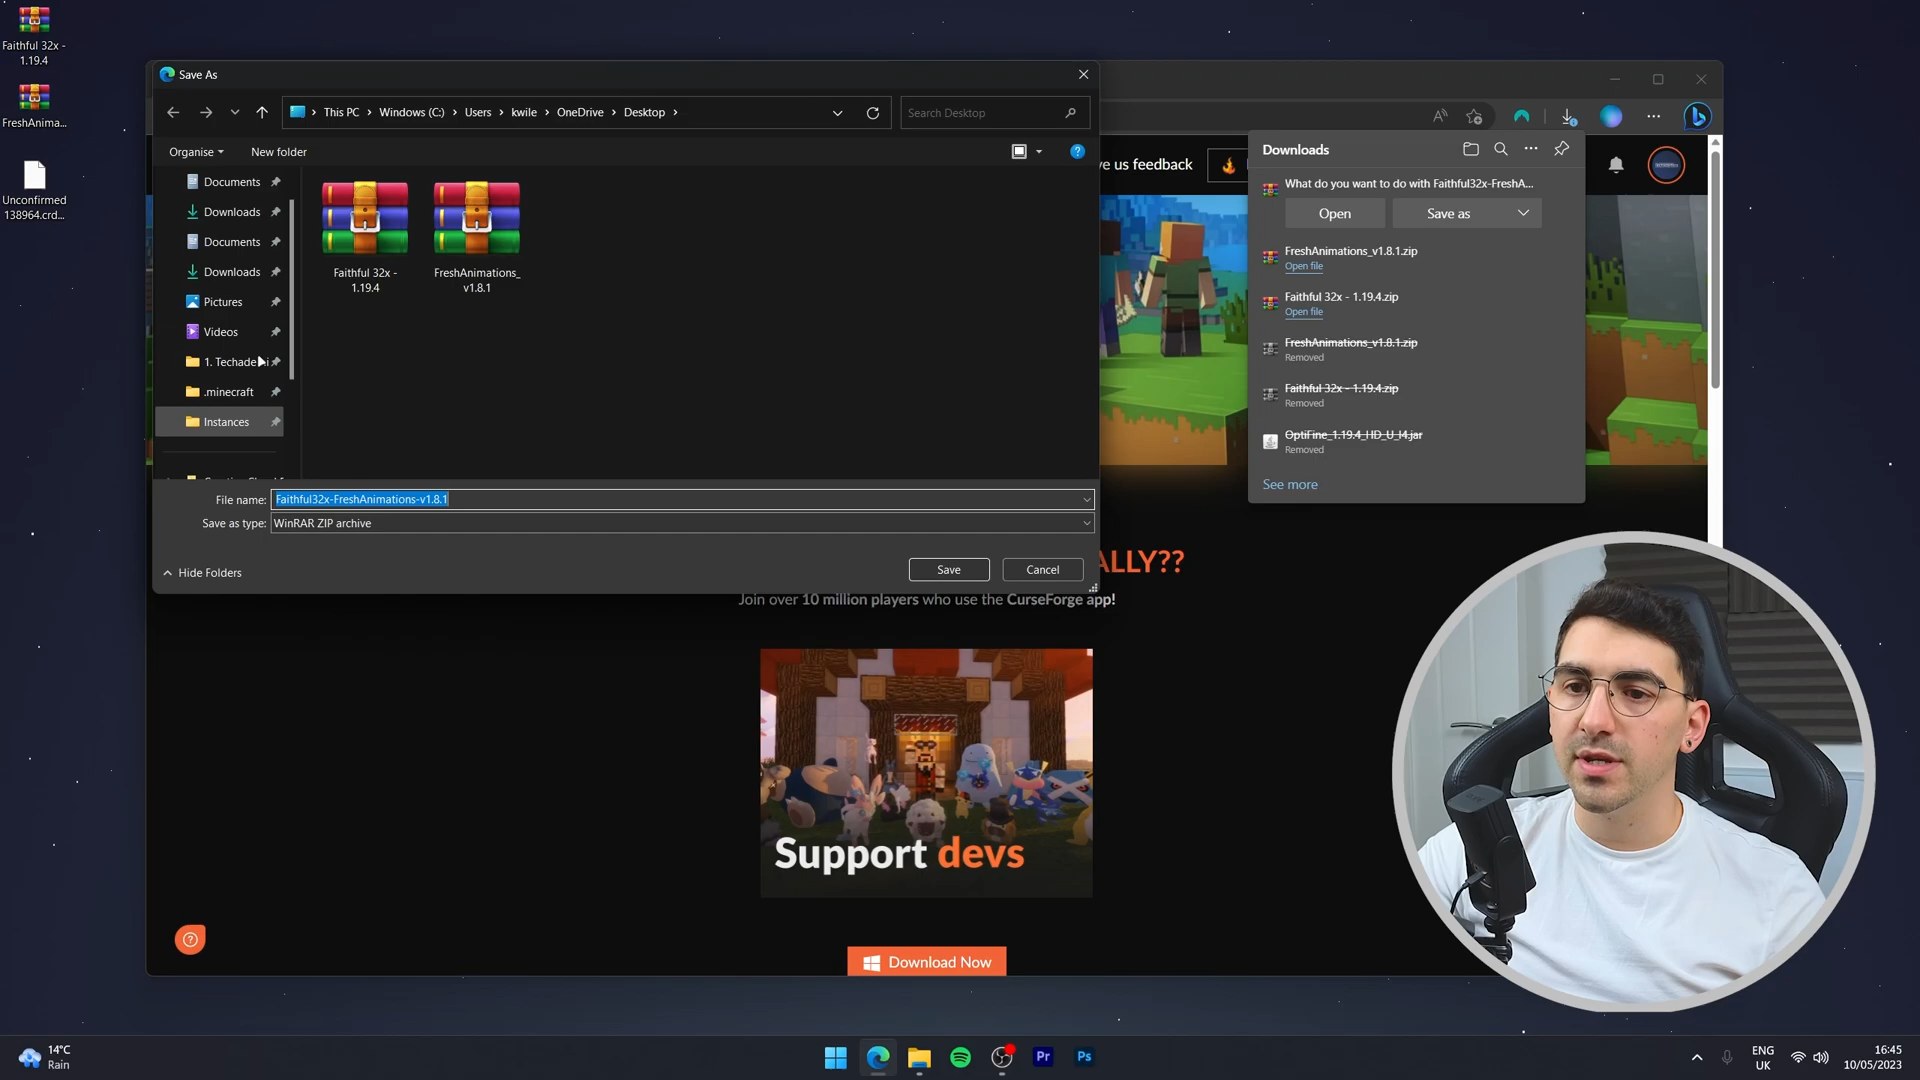 Faithful 32x -
1.19.4
FreshAnima...
Unconfirmed
138964.crd...
Save As
This PC > Windows (C:) > Users > kwile > OneDrive > Desktop >
Search Desktop
Organise
New folder
Documents
Downloads
Documents
Downloads
Pictures
Videos
1. Techade
.minecraft
Instances
Faithful 32x -
1.19.4
FreshAnimations_
v1.8.1
File name: Faithful32x-FreshAnimations-v1.8.1
Save as type: WinRAR ZIP archive
Hide Folders
Save
Cancel
ve us feedback
Downloads
What do you want to do with Faithful32x-FreshA...
Open
Save as
FreshAnimations_v1.8.1.zip
Open file
Faithful 32x - 1.19.4.zip
Open file
FreshAnimations_v1.8.1.zip
Removed
Faithful 32x - 1.19.4.zip
Removed
OptiFine_1.19.4_HD_U_I4.jar
Removed
See more
ALLY??
Join over 10 million players who use the CurseForge app!
Support devs
Download Now
14°C
Rain
Pr
Ps
ENG
UK
16:45
10/05/2023